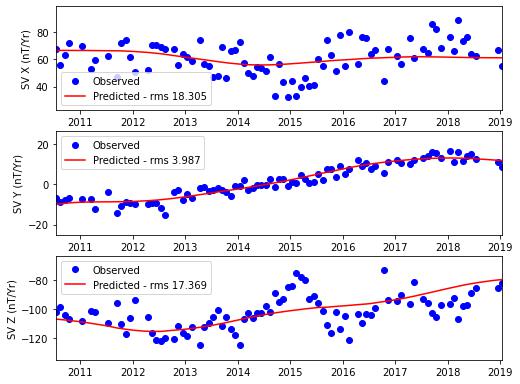 SV X (nT/Yr)
80
60
40
Observed
Predicted - rms 18.305
2011 2012 2013 2014 2015 2016 2017 2018 2019
SV Y (nT/Yr)
20
0
−20
Observed
Predicted - rms 3.987
2011 2012 2013 2014 2015 2016 2017 2018 2019
SV Z (nT/Yr)
−80
−100
−120
Observed
Predicted - rms 17.369
2011 2012 2013 2014 2015 2016 2017 2018 2019